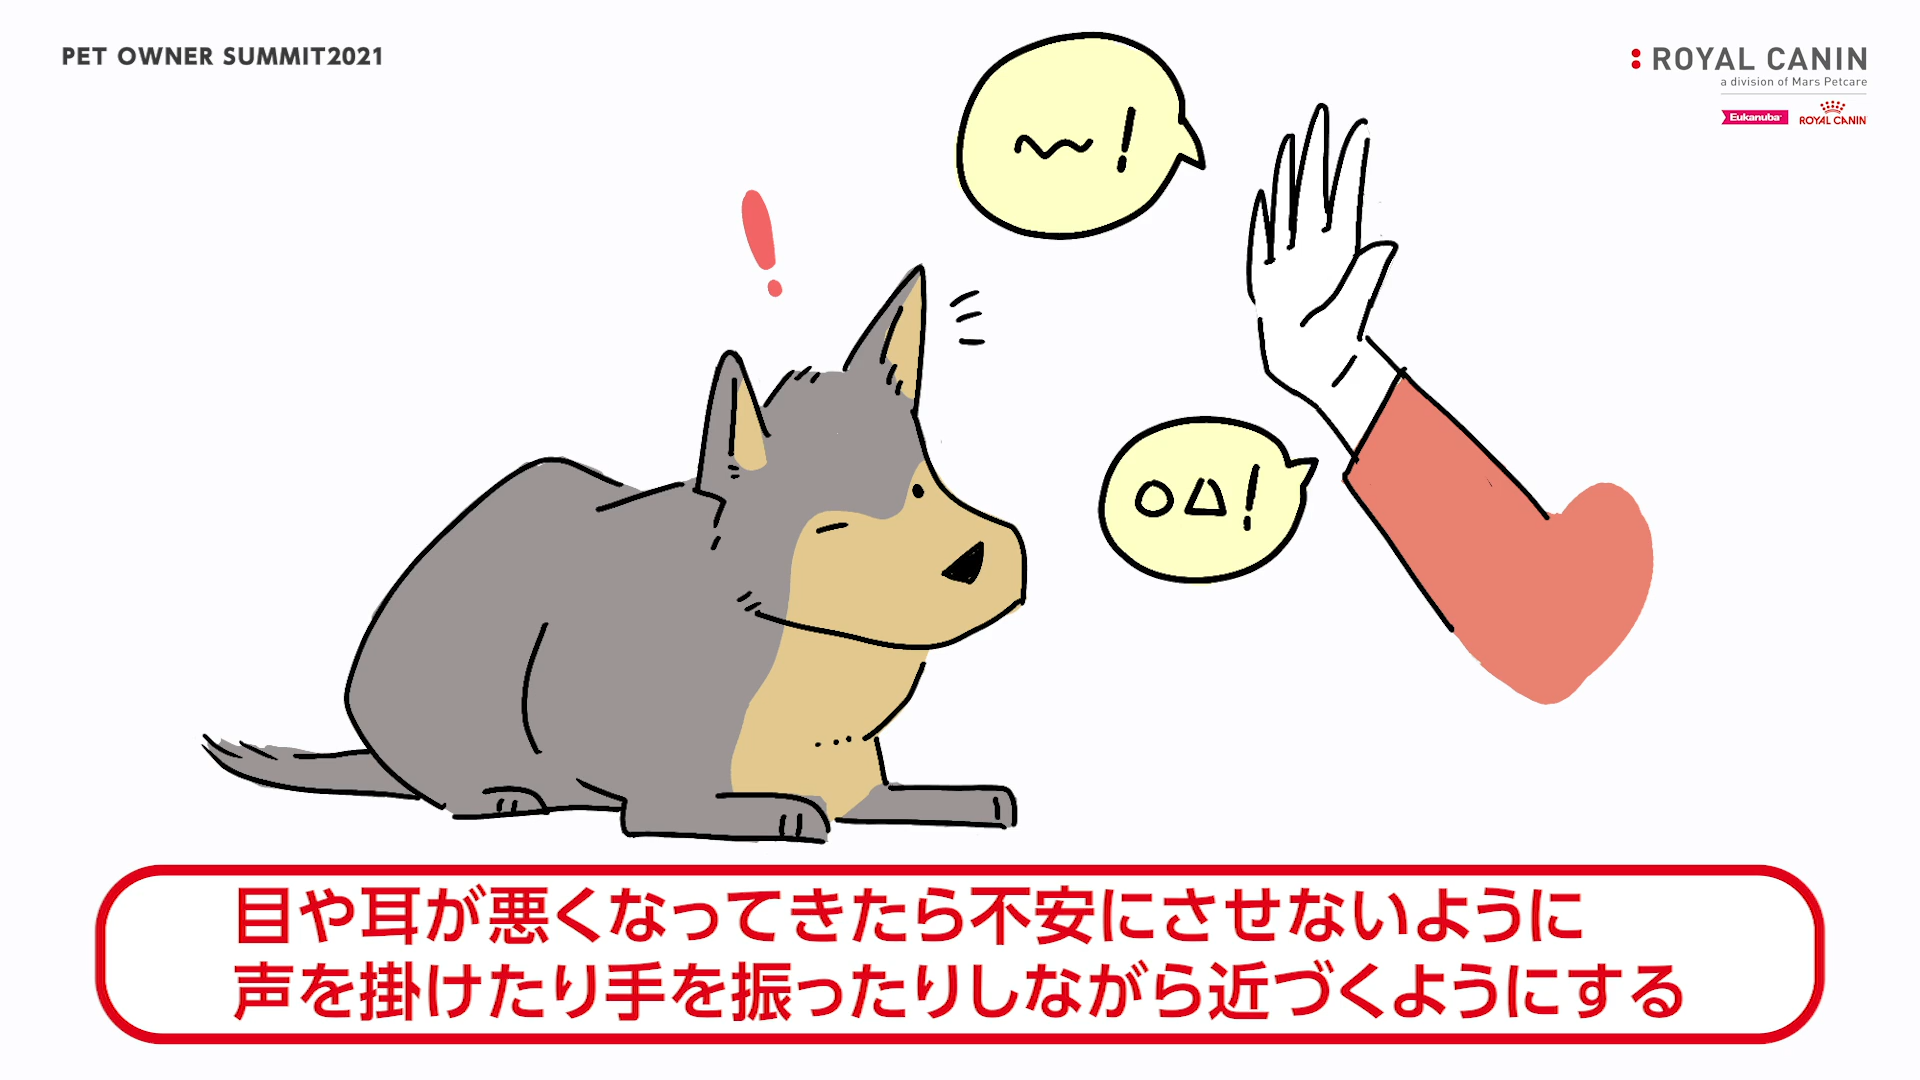 PET OWNER SUMMIT2021
ROYAL CANIN
a division of Mars Petcare
Eukanuba
ROYAL CANIN
〜！
○△！
目や耳が悪くなってきたら不安にさせないように
声を掛けたり手を振ったりしながら近づくようにする